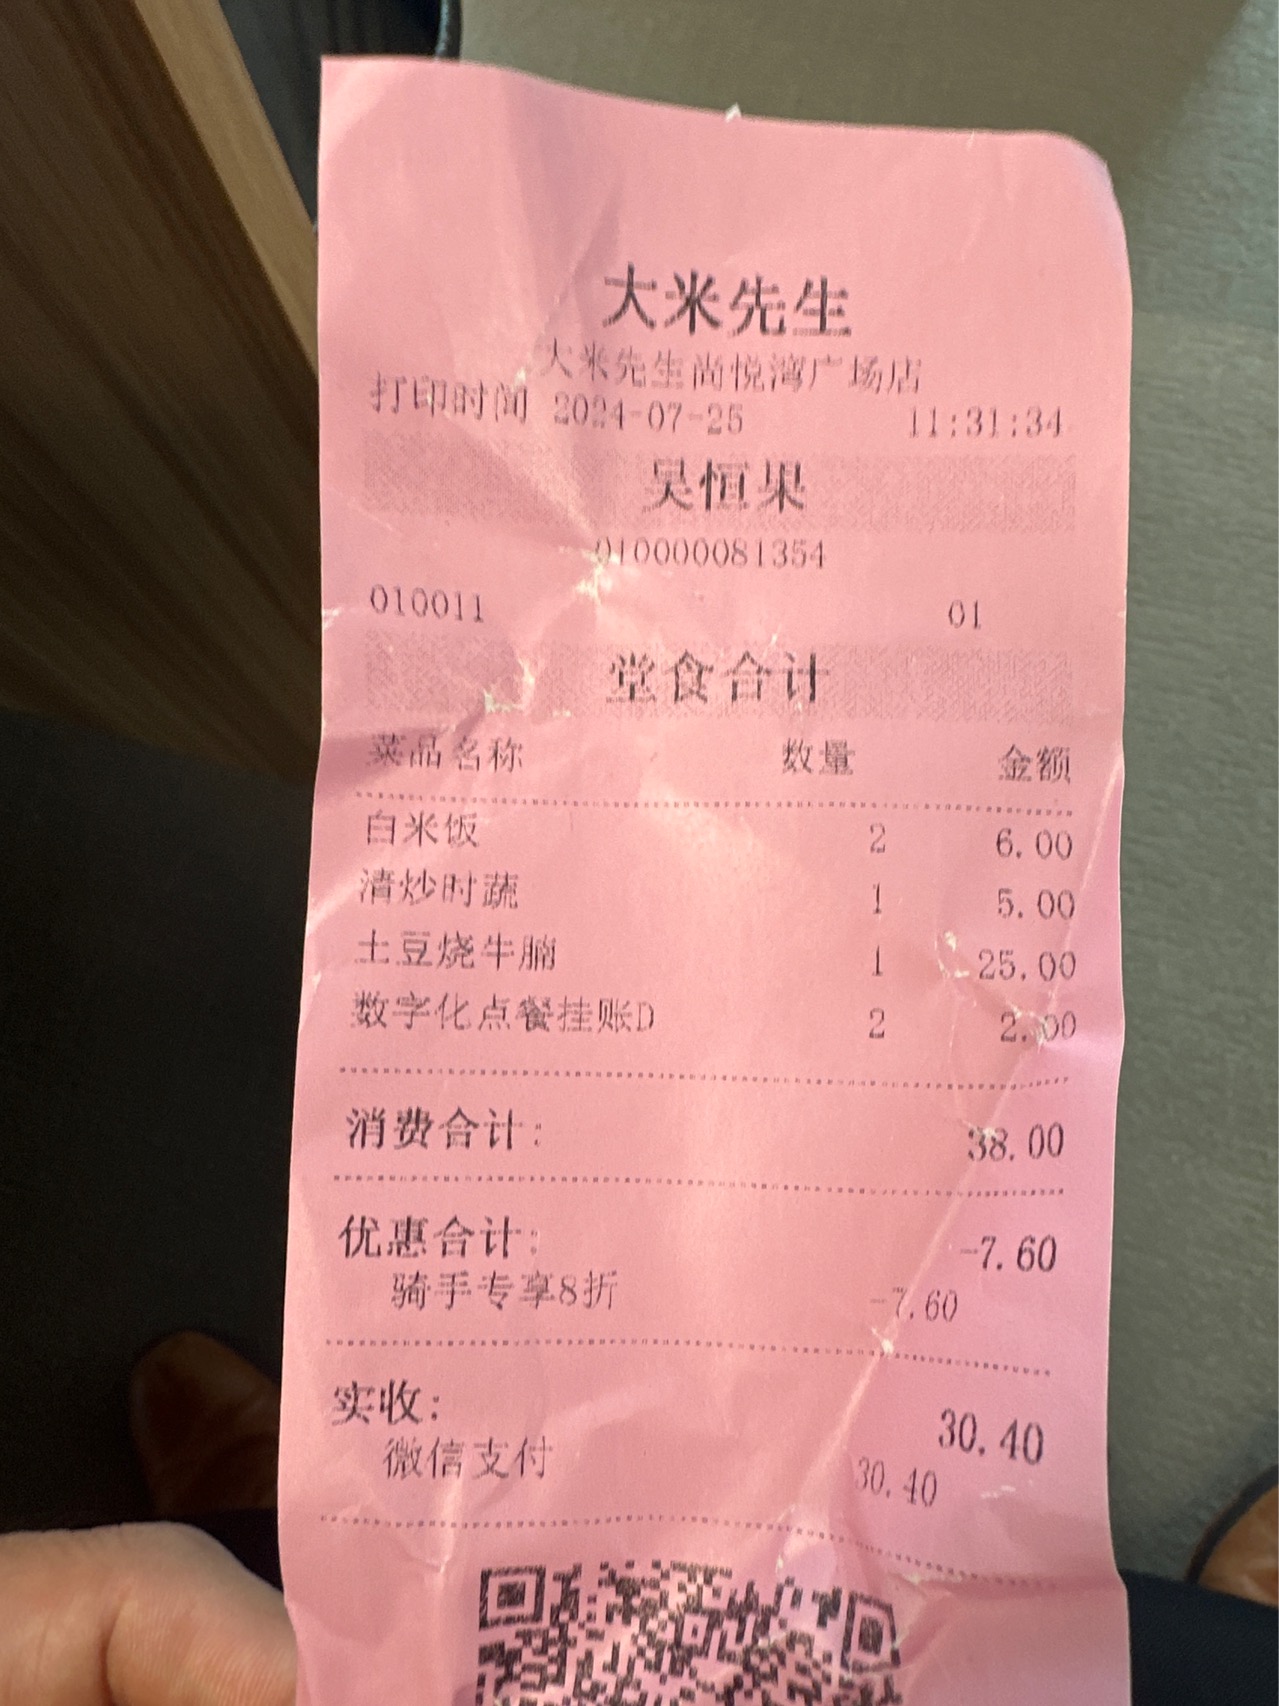 大米先生
大米先生尚悦湾广场店
打印时间 2024-07-25 11:31:34
吴恒果
010000081354
010011 01
堂食合计
菜品名称 数量 金额
白米饭 2 6.00
清炒时蔬 1 5.00
土豆烧牛腩 1 25.00
数字化点餐挂账D 2 2.00
消费合计: 38.00
优惠合计: -7.60
骑手专享8折 -7.60
实收: 30.40
微信支付 30.40